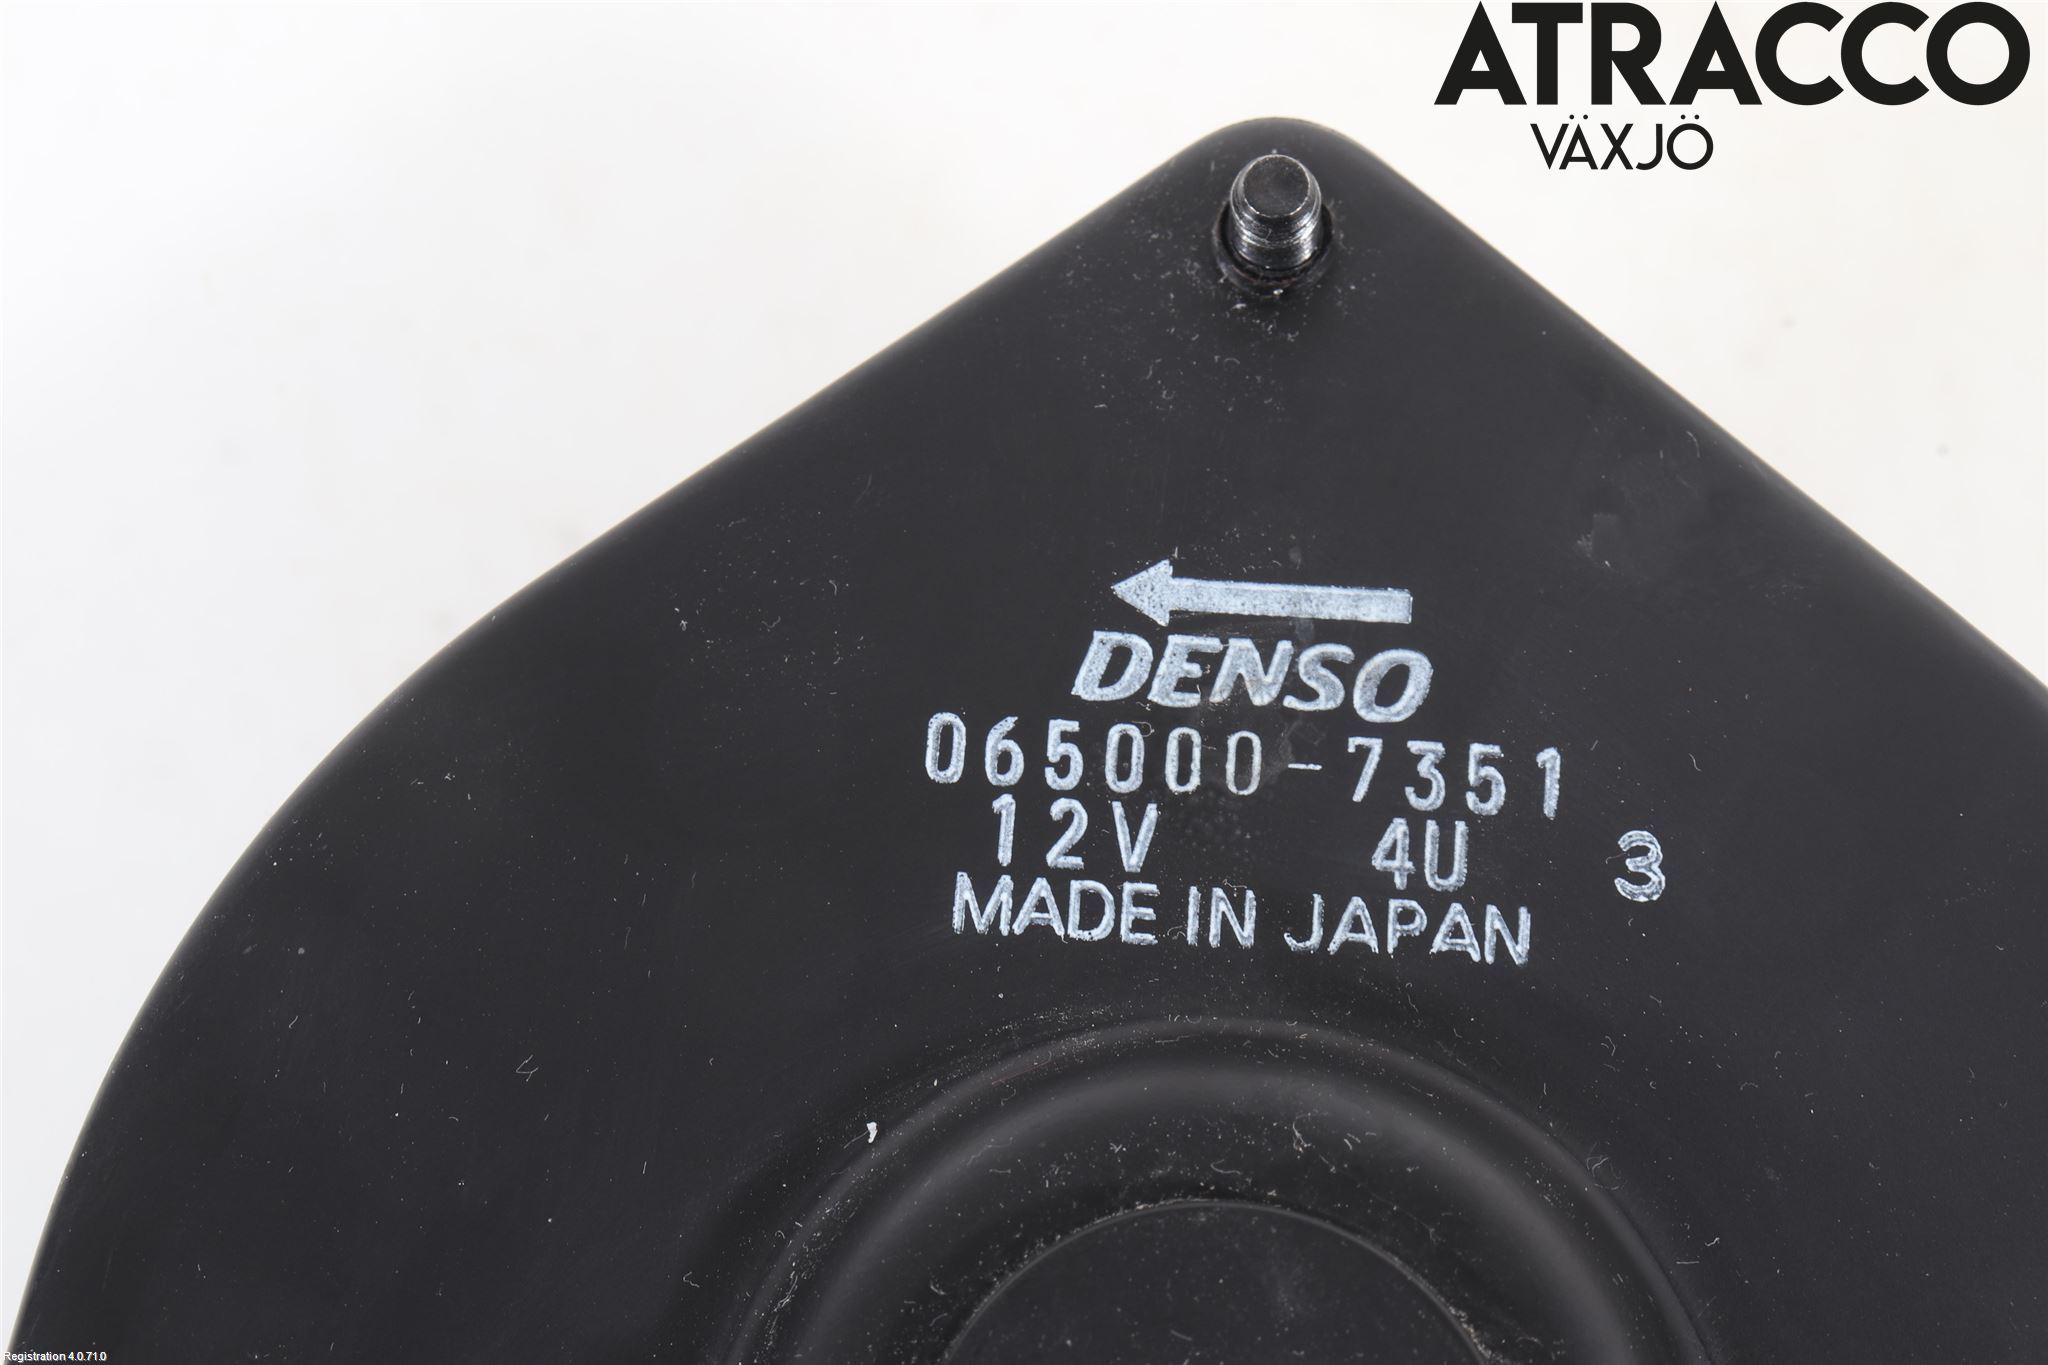 ATRACCO
VÄXJÖ
DENSO
065000-7351
12V 4U 3
MADE IN JAPAN
Registration 4.0.71.0